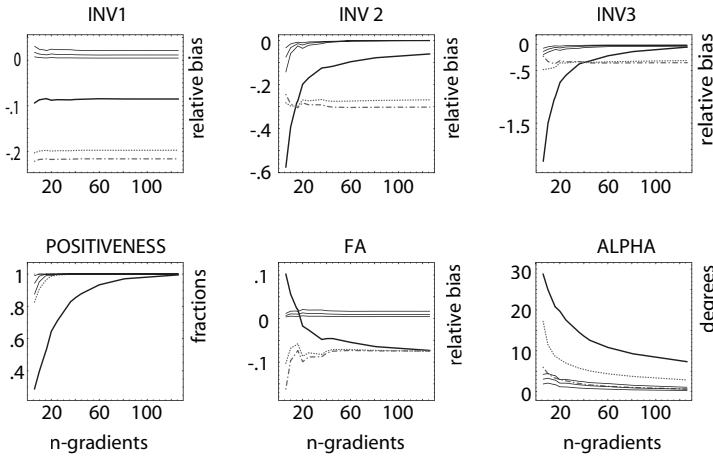 INV1
INV 2
INV3
0
-.1
-.2
20
60
100
relative bias
0
-.2
-.4
-.6
20
60
100
relative bias
0
-.5
-1.5
20
60
100
relative bias
POSITIVENESS
FA
ALPHA
1
.8
.6
.4
20
60
100
n-gradients
fractions
.1
0
-.1
20
60
100
n-gradients
relative bias
30
20
10
0
20
60
100
n-gradients
degrees